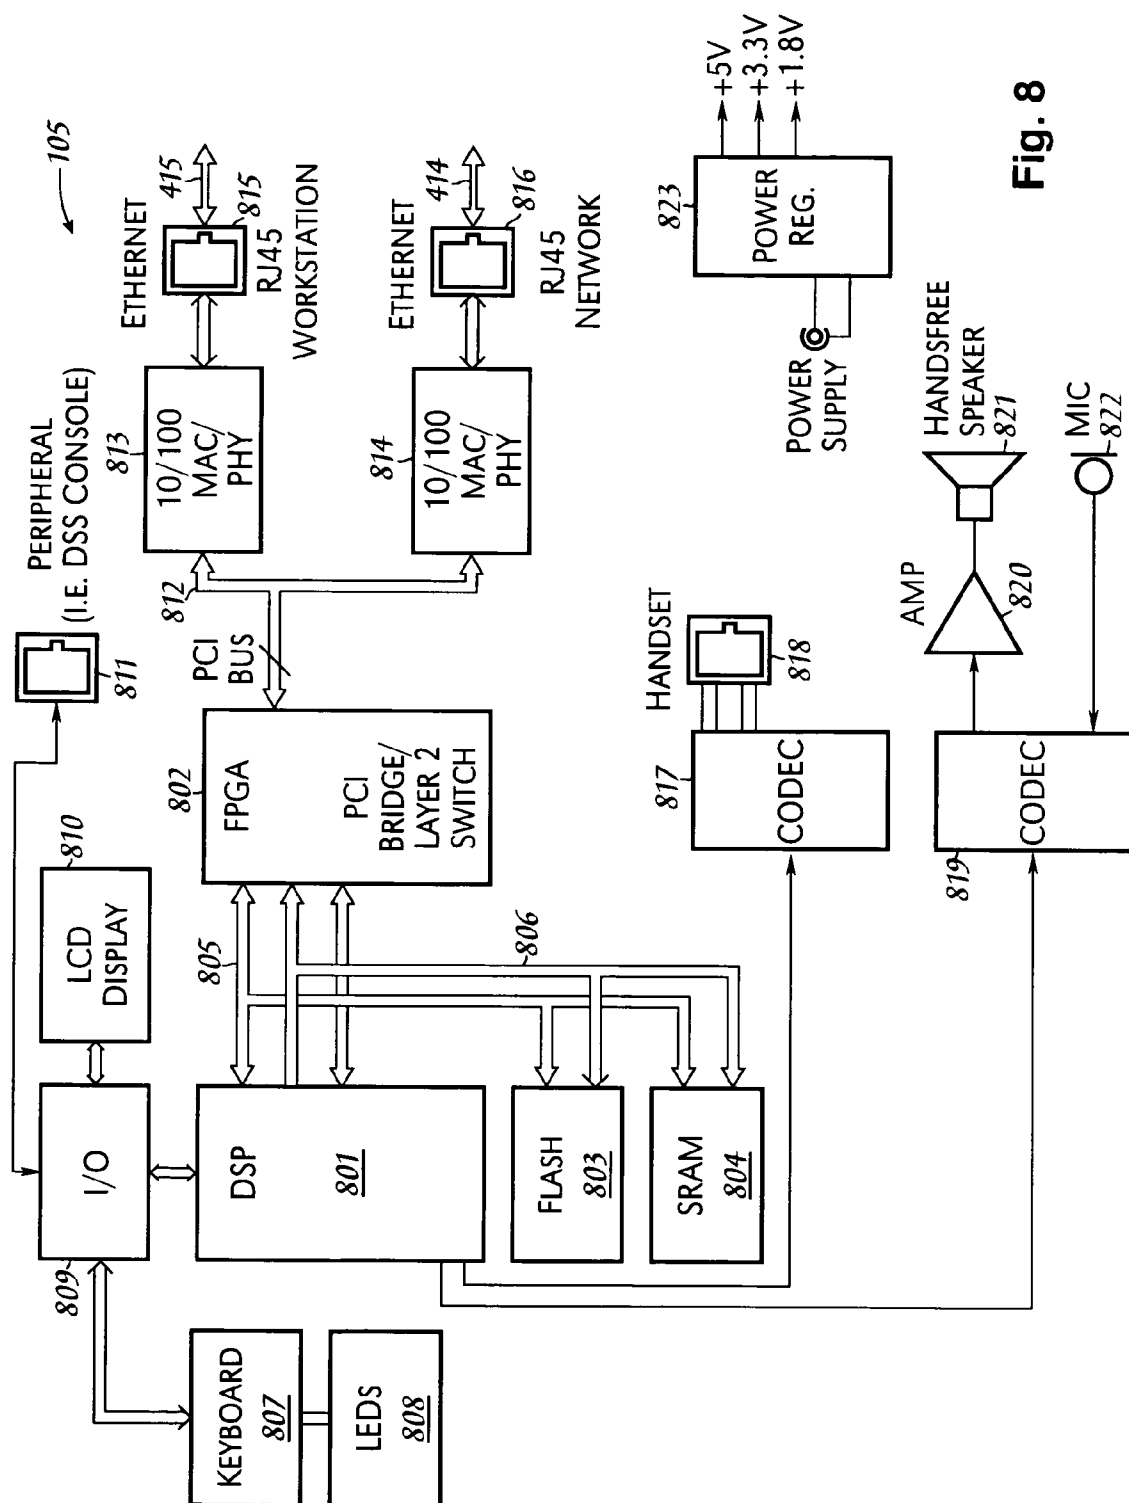 105
PERIPHERAL
(I.E. DSS CONSOLE)
811
ETHERNET
415
813
10/100
MAC/
PHY
815
RJ45
WORKSTATION
812
PCI
BUS
ETHERNET
414
814
10/100
MAC/
PHY
816
RJ45
NETWORK
810
LCD
DISPLAY
I/O
809
802
FPGA
PCI
BRIDGE/
LAYER 2
SWITCH
805
806
DSP
801
FLASH
803
SRAM
804
KEYBOARD
807
LEDS
808
HANDSET
818
817
CODEC
AMP
820
HANDSFREE
SPEAKER
821
MIC
822
819
CODEC
823
POWER
REG.
+5V
+3.3V
+1.8V
POWER
SUPPLY
Fig. 8